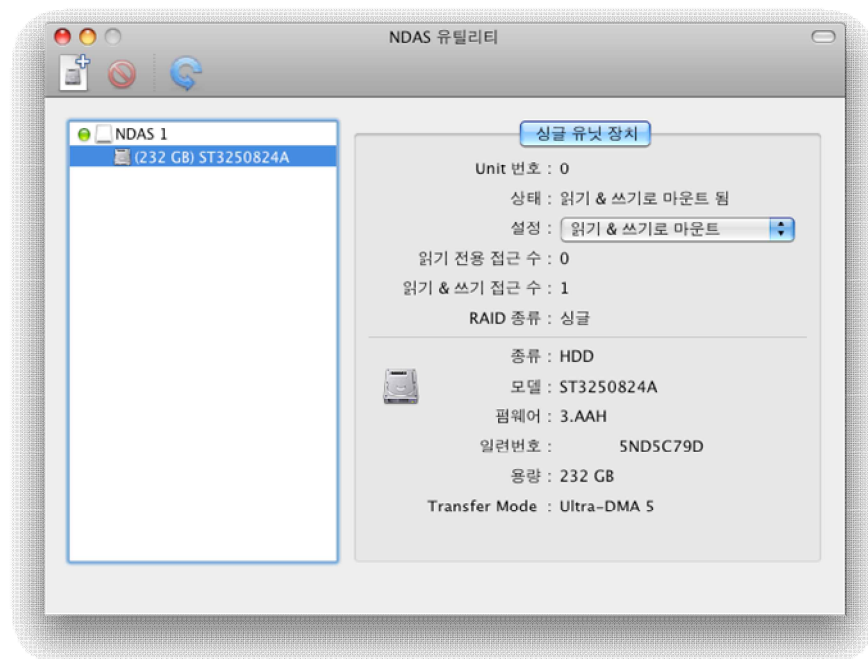 NDAS 유틸리티
NDAS 1
(232 GB) ST3250824A
싱글 유닛 장치
Unit 번호 : 0
상태 : 읽기 & 쓰기로 마운트 됨
설정 : 읽기 & 쓰기로 마운트
읽기 전용 접근 수 : 0
읽기 & 쓰기 접근 수 : 1
RAID 종류 : 싱글
종류 : HDD
모델 : ST3250824A
펌웨어 : 3.AAH
일련번호 : 5ND5C79D
용량 : 232 GB
Transfer Mode : Ultra-DMA 5